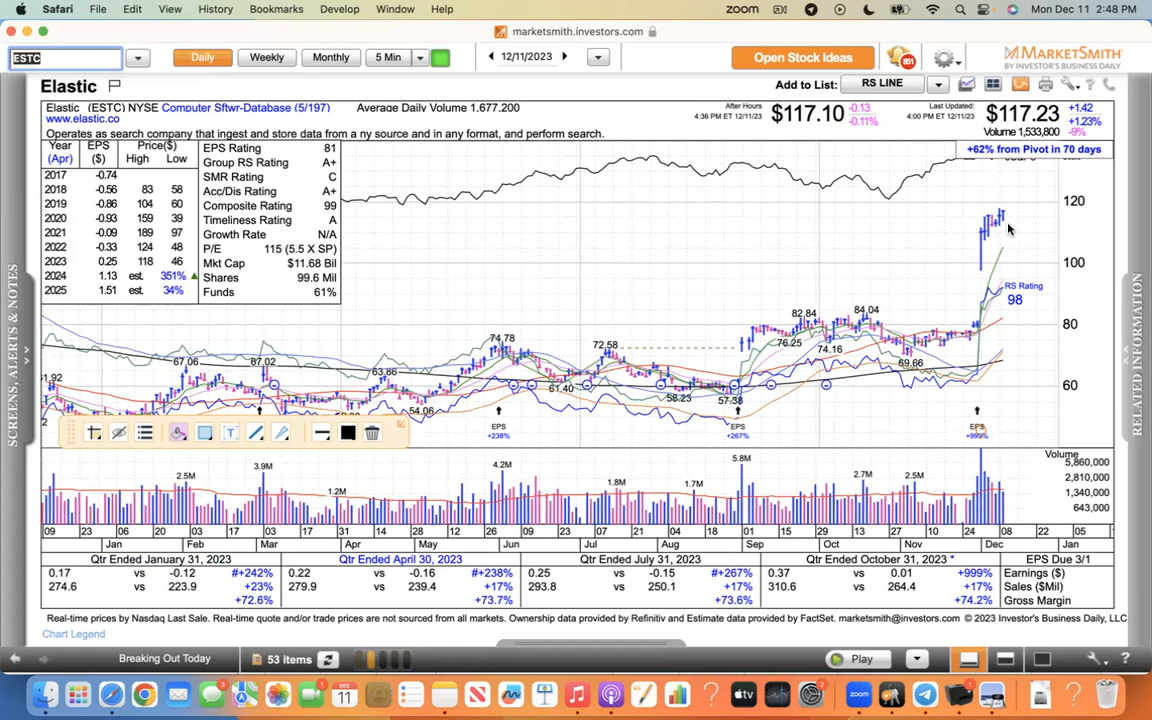 Safari File Edit View History Bookmarks Develop Window Help zoom Mon Dec 11 2:48 PM
marketsmith.investors.com
ESTC Daily Weekly Monthly 5 Min 12/11/2023 Open Stock Ideas 851 MARKETSMITH
BY INVESTOR'S BUSINESS DAILY
Elastic Add to List: RS LINE
Elastic (ESTC) NYSE Computer Sftwr-Database (5/197) Average Daily Volume 1.677.200
www.elastic.co
After Hours
4:36 PM ET 12/11/23 $117.10 -0.13
-0.11%
Last Updated:
4:00 PM ET 12/11/23 $117.23 +1.42
+1.23%
Volume 1,533,800 -9%
Operates as search company that ingest and store data from a ny source and in any format, and perform search.
+62% from Pivot in 70 days
Year EPS Price($)
(Apr) ($) High Low
2017 -0.74
2018 -0.56 83 58
2019 -0.86 104 60
2020 -0.93 159 39
2021 -0.09 189 97
2022 -0.33 124 48
2023 0.25 118 46
2024 1.13 est. 351%
2025 1.51 est. 34%
EPS Rating 81
Group RS Rating A+
SMR Rating C
Acc/Dis Rating A+
Composite Rating 99
Timeliness Rating A
Growth Rate N/A
P/E 115 (5.5 X SP)
Mkt Cap $11.68 Bil
Shares 99.6 Mil
Funds 61%
120
100
RS Rating
98
80
60
82.84 84.04
74.78 72.58 76.25 74.16
67.06 67.02 63.86 69.66
61.40 58.23 57.38
54.06
EPS EPS EPS
+238% +267% +999%
Volume
5,860,000
2,810,000
1,340,000
643,000
2.5M 3.9M 1.2M 4.2M 1.8M 1.7M 5.8M 2.7M 2.5M
09 23 06 20 03 17 03 17 31 14 28 12 26 09 23 07 21 04 18 01 15 29 13 27 10 24 08 22 05
Jan Feb Mar Apr May Jun Jul Aug Sep Oct Nov Dec Jan
Qtr Ended January 31, 2023 Qtr Ended April 30, 2023 Qtr Ended July 31, 2023 Qtr Ended October 31, 2023 * EPS Due 3/1
0.17 vs -0.12 #+242% 0.22 vs -0.16 #+238% 0.25 vs -0.15 #+267% 0.37 vs 0.01 +999% Earnings ($)
274.6 vs 223.9 +23% 279.9 vs 239.4 +17% 293.8 vs 250.1 +17% 310.6 vs 264.4 +17% Sales ($Mil)
+72.6% +73.7% +73.6% +74.2% Gross Margin
Real-time prices by Nasdaq Last Sale. Real-time quote and/or trade prices are not sourced from all markets. Ownership data provided by Refinitiv and Estimate data provided by FactSet. marketsmith@investors.com © 2023 Investor's Business Daily, LLC
Chart Legend
SCREENS, ALERTS & NOTES
RELATED INFORMATION
Breaking Out Today 53 items Play
DEC
11
tv
zoom